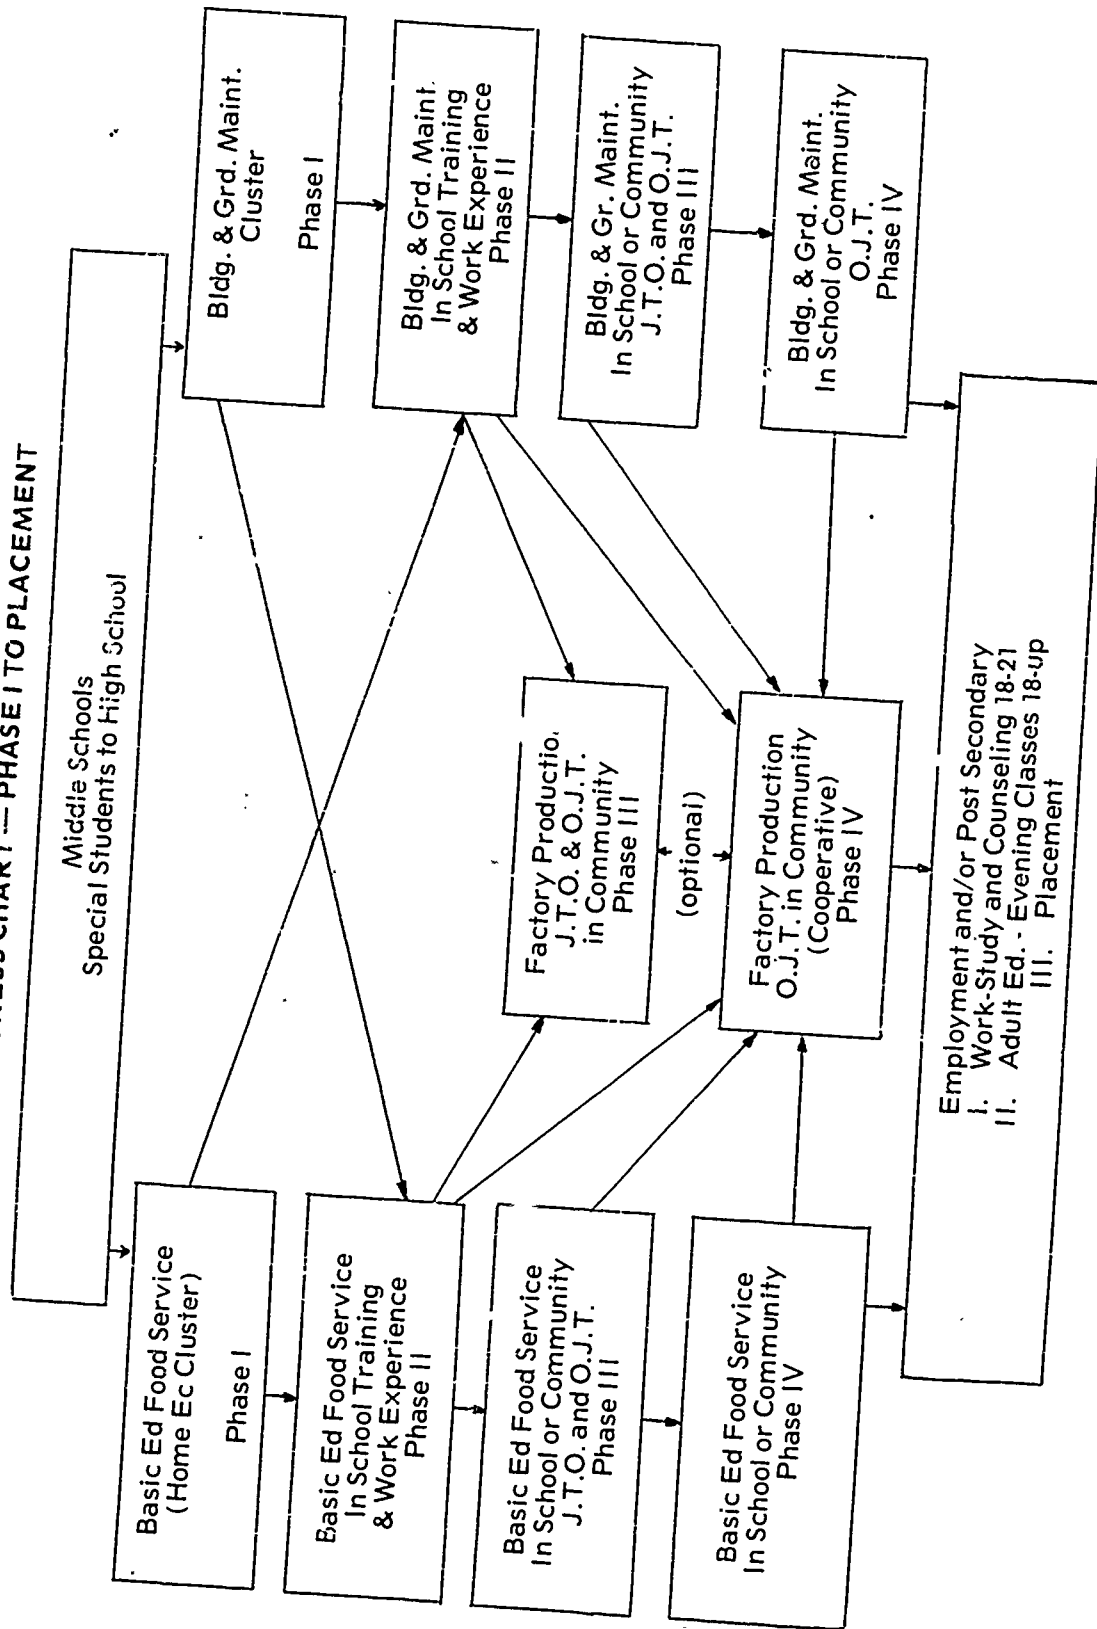 CHART — PHASE I TO PLACEMENT
Middle Schools
Special Students to High School
Basic Ed Food Service
(Home Ec Cluster)
Phase I
Bldg. & Grd. Maint.
Cluster
Phase I
Basic Ed Food Service
In School Training
& Work Experience
Phase II
Bldg. & Grd. Maint.
In School Training
& Work Experience
Phase II
Basic Ed Food Service
In School or Community
J.T.O. and O.J.T.
Phase III
Factory Productio
J.T.O. & O.J.T.
in Community
Phase III
Bldg. & Gr. Maint.
In School or Community
J.T.O. and O.J.T.
Phase III
(optional)
Basic Ed Food Service
In School or Community
Phase IV
Factory Production
O.J.T. in Community
(Cooperative)
Phase IV
Bldg. & Grd. Maint.
In School or Community
O.J.T.
Phase IV
Employment and/or Post Secondary
I. Work-Study and Counseling 18-21
II. Adult Ed. - Evening Classes 18-up
III. Placement